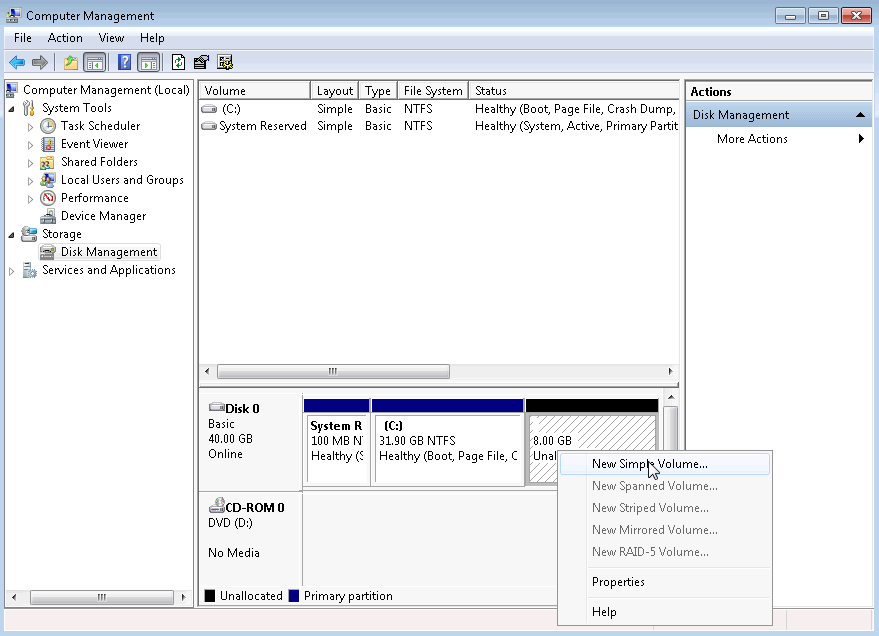 Computer Management
File Action View Help
Computer Management (Local)
System Tools
Task Scheduler
Event Viewer
Shared Folders
Local Users and Groups
Performance
Device Manager
Storage
Disk Management
Services and Applications
Volume Layout Type File System Status
(C:) Simple Basic NTFS Healthy (Boot, Page File, Crash Dump,
System Reserved Simple Basic NTFS Healthy (System, Active, Primary Partit
Actions
Disk Management
More Actions
Disk 0
Basic
40.00 GB
Online
System R
100 MB N
Healthy (S
(C:)
31.90 GB NTFS
Healthy (Boot, Page File, C
8.00 GB
Unal
CD-ROM 0
DVD (D:)
No Media
Unallocated Primary partition
New Simple Volume...
New Spanned Volume...
New Striped Volume...
New Mirrored Volume...
New RAID-5 Volume...
Properties
Help